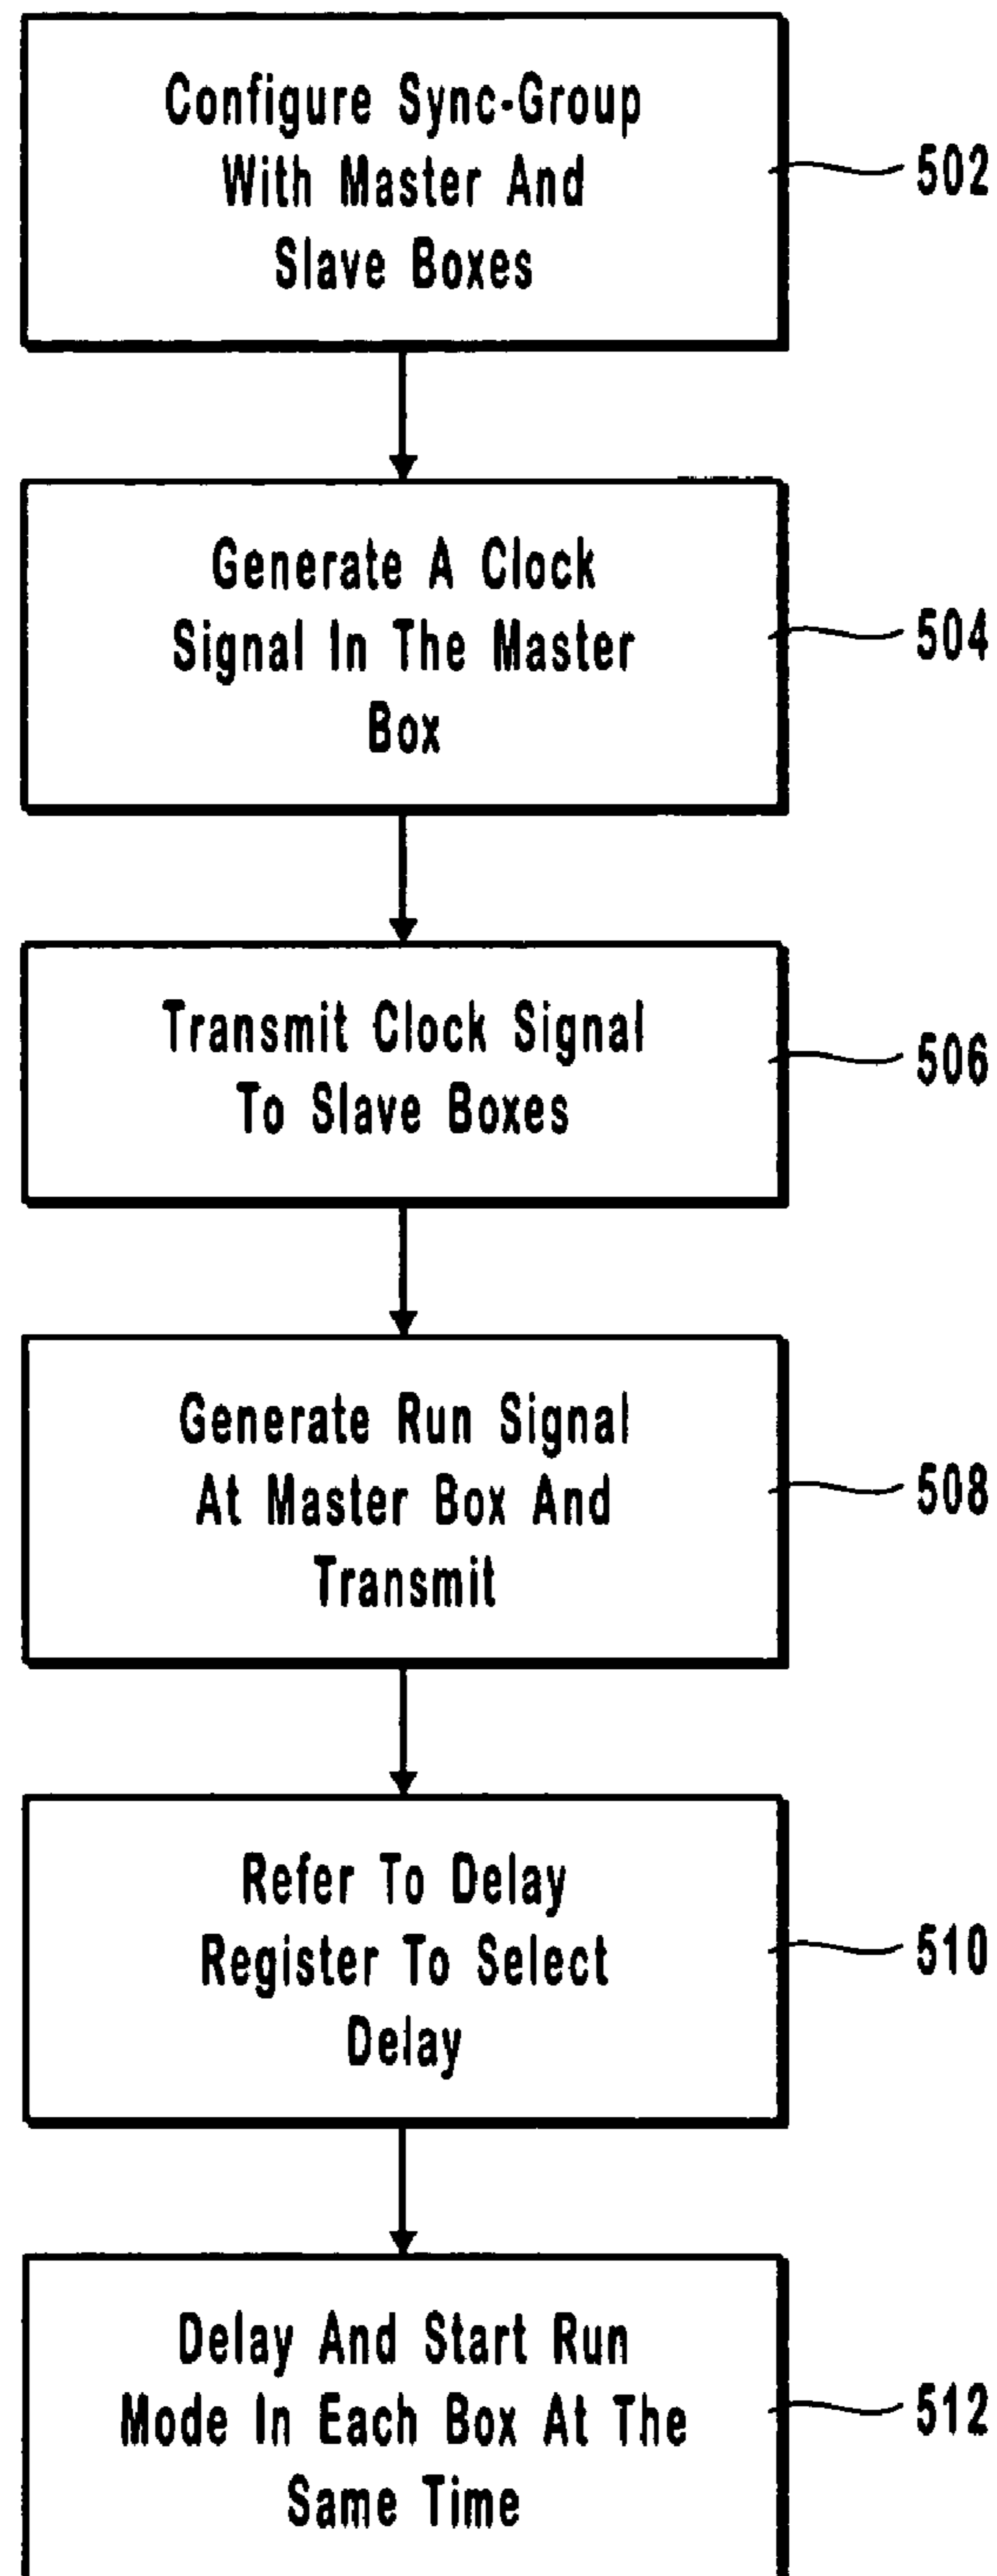 Configure Sync-Group
With Master And
Slave Boxes
502
Generate A Clock
Signal In The Master
Box
504
Transmit Clock Signal
To Slave Boxes
506
Generate Run Signal
At Master Box And
Transmit
508
Refer To Delay
Register To Select
Delay
510
Delay And Start Run
Mode In Each Box At The
Same Time
512